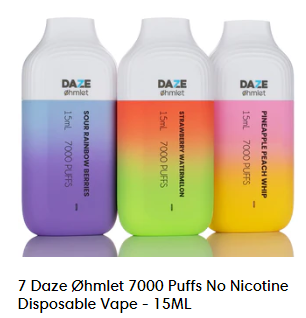 DAZE
øhmlet
SOUR RAINBOW BERRIES
15mL 7000 PUFFS
DAZE
øhmlet
STRAWBERRY WATERMELON
15mL 7000 PUFFS
DAZE
øhmlet
PINEAPPLE PEACH WHIP
15mL 7000 PUFFS
7 Daze Øhmlet 7000 Puffs No Nicotine
Disposable Vape - 15ML